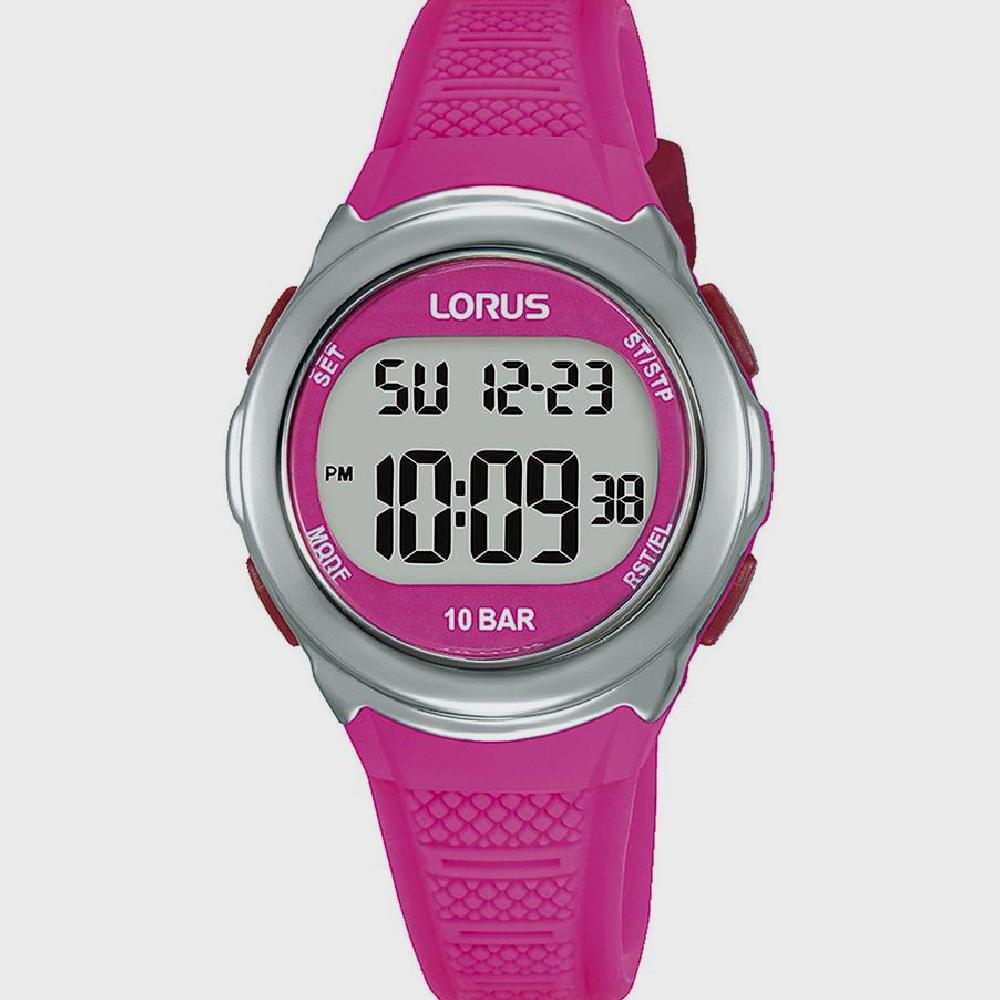 LORUS
SET
ST/STP
SU 12-23
PM 10:09 38
MODE
RST/EL
10 BAR